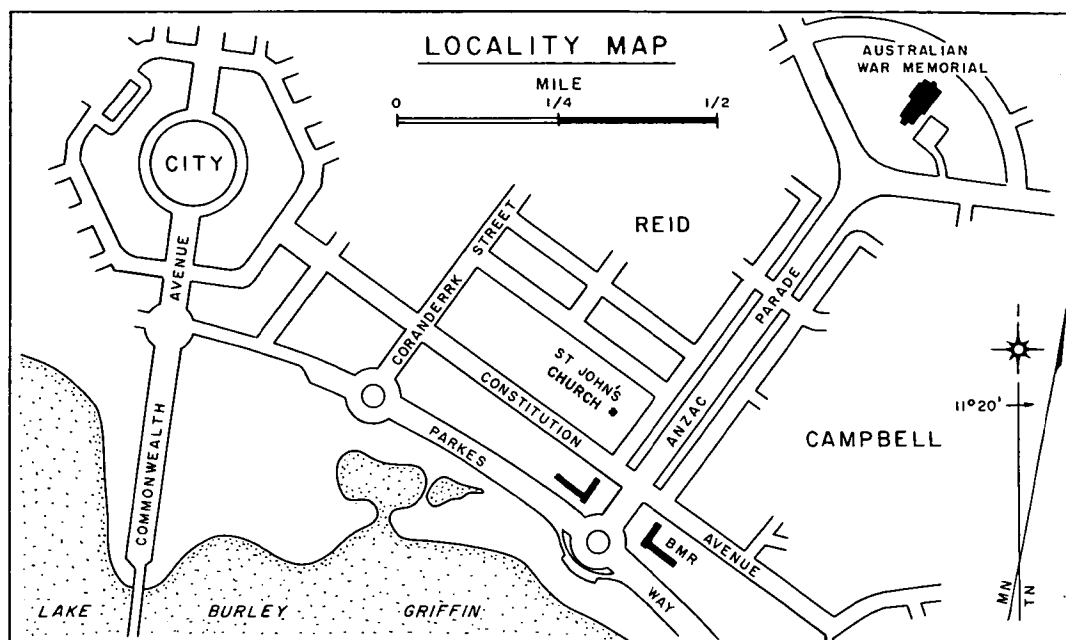 LOCALITY MAP
MILE
0 1/4 1/2
AUSTRALIAN
WAR MEMORIAL
CITY
AVENUE
COMMONWEALTH
CORANDERRK STREET
REID
PARADE
ANZAC
ST JOHN'S
CHURCH
CONSTITUTION
AVENUE
PARKES
WAY
BMR
CAMPBELL
11°20'
MN
TN
LAKE BURLEY GRIFFIN